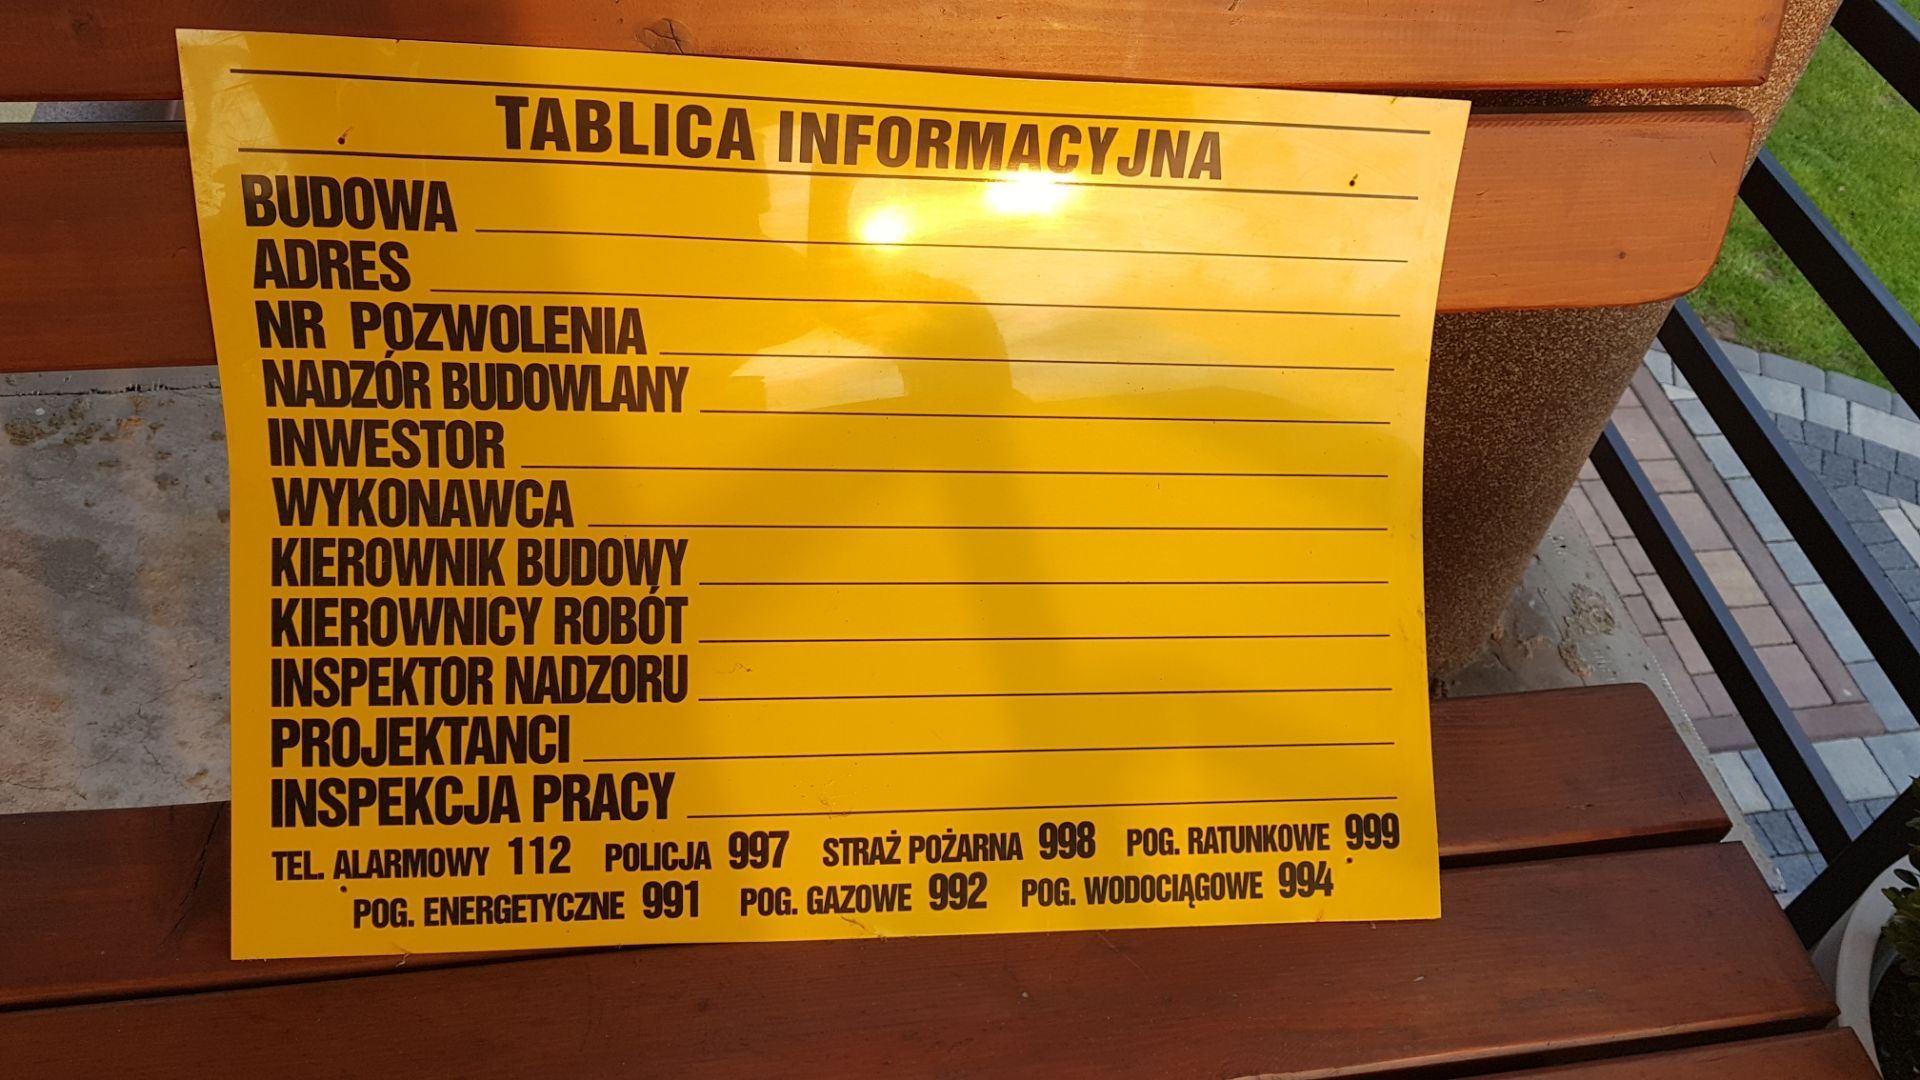 TABLICA INFORMACYJNA
BUDOWA
ADRES
NR POZWOLENIA
NADZÓR BUDOWLANY
INWESTOR
WYKONAWCA
KIEROWNIK BUDOWY
KIEROWNICY ROBÓT
INSPEKTOR NADZORU
PROJEKTANCI
INSPEKCJA PRACY
TEL. ALARMOWY 112 POLICJA 997 STRAŻ POŻARNA 998 POG. RATUNKOWE 999
POG. ENERGETYCZNE 991 POG. GAZOWE 992 POG. WODOCIĄGOWE 994